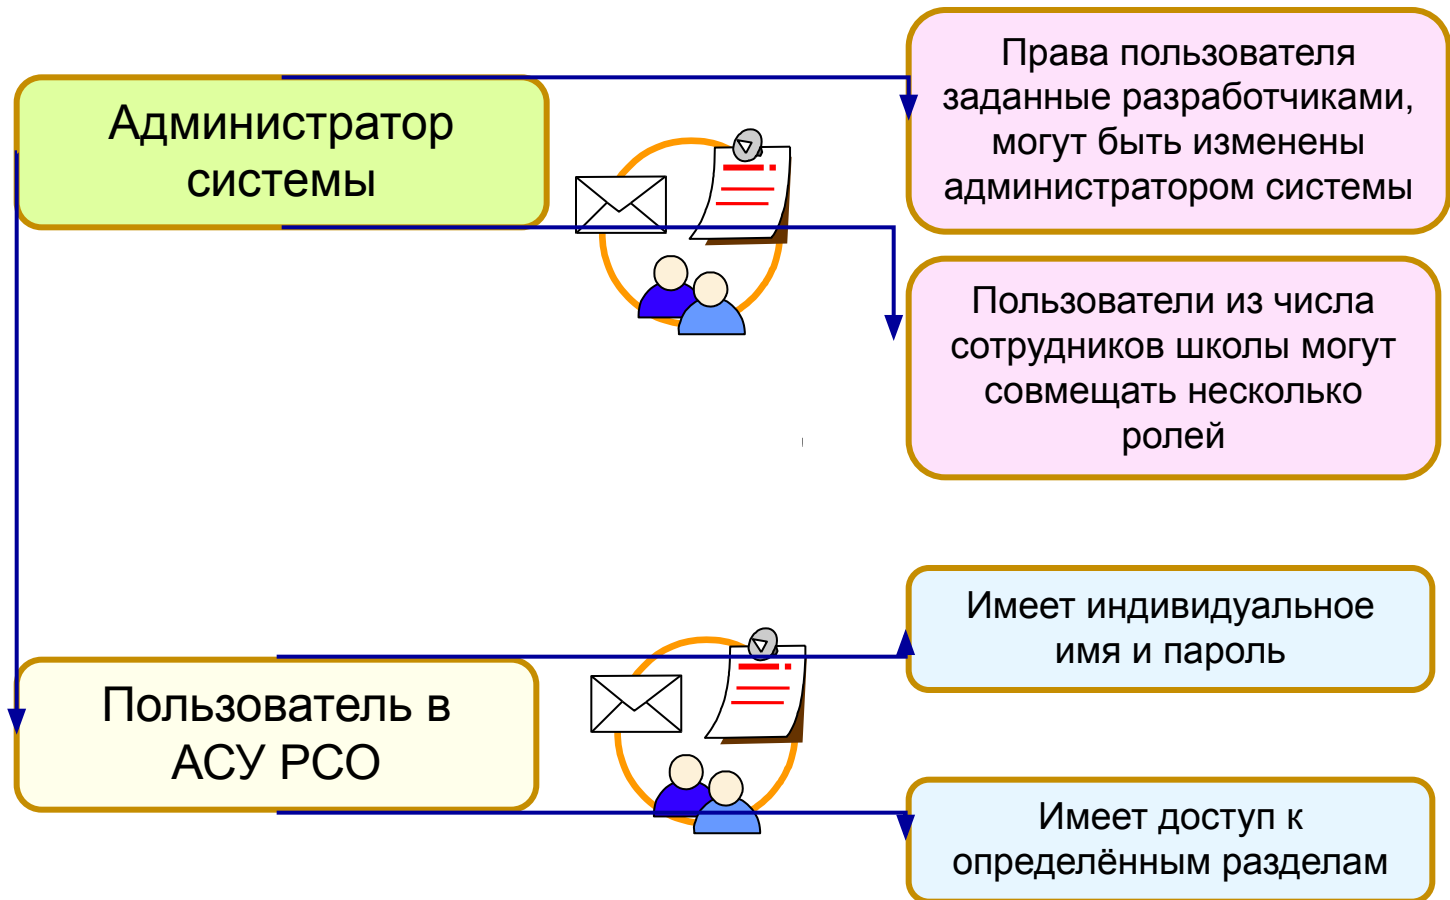 Администратор
системы
Права пользователя
заданные разработчиками,
могут быть изменены
администратором системы
Пользователи из числа
сотрудников школы могут
совмещать несколько
ролей
Пользователь в
АСУ РСО
Имеет индивидуальное
имя и пароль
Имеет доступ к
определённым разделам